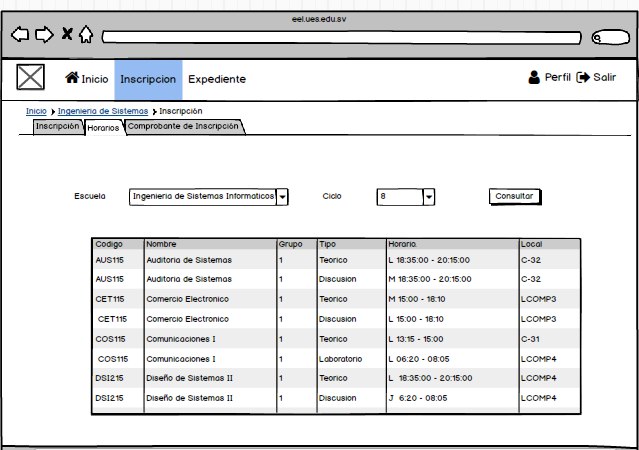 eel.ues.edu.sv
Inicio Inscripcion Expediente Perfil Salir
Inicio Ingenieria de Sistemas Inscripción
Inscripción Horarios Comprobante de Inscripción
Escuela Ingenieria de Sistemas Informaticos Ciclo 8 Consultar
Codigo Nombre Grupo Tipo Horario. Local
AUS115 Auditoria de Sistemas 1 Teorico L 18:35:00 - 20:15:00 C-32
AUS115 Auditoria de Sistemas 1 Discusion M 18:35:00 - 20:15:00 C-32
CET115 Comercio Electronico 1 Teorico M 15:00 - 18:10 LCOMP3
CET115 Comercio Electronico 1 Discusion L 15:00 - 18:10 LCOMP3
COS115 Comunicaciones I 1 Teorico L 13:15 - 15:00 C-31
COS115 Comunicaciones I 1 Laboratorio L 06:20 - 08:05 LCOMP4
DSI215 Diseño de Sistemas II 1 Teorico L 18:35:00 - 20:15:00 LCOMP4
DSI215 Diseño de Sistemas II 1 Discusion J 6:20 - 08:05 LCOMP4